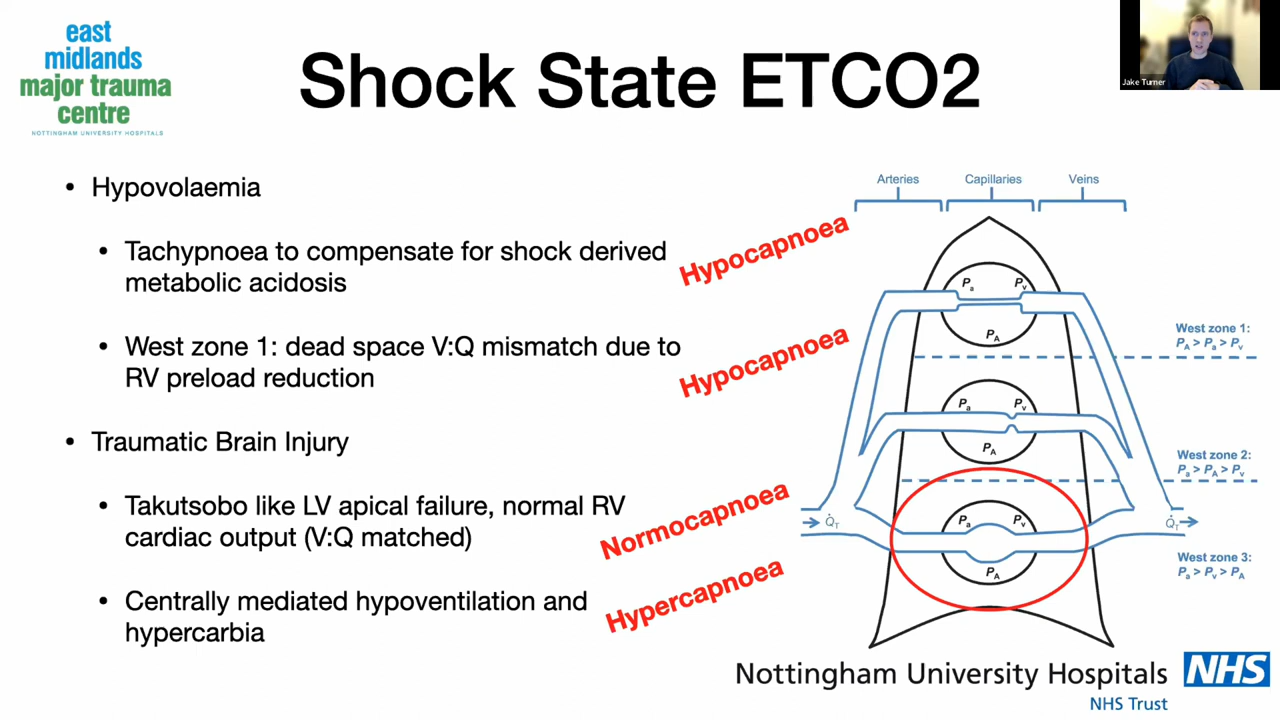 east
midlands
major trauma
centre
NOTTINGHAM UNIVERSITY HOSPITALS
Shock State ETCO2
Jake Turner
• Hypovolaemia
• Tachypnoea to compensate for shock derived
metabolic acidosis
Hypocapnoea
• West zone 1: dead space V:Q mismatch due to
RV preload reduction
Hypocapnoea
• Traumatic Brain Injury
• Takutsobo like LV apical failure, normal RV
cardiac output (V:Q matched)
Normocapnoea
• Centrally mediated hypoventilation and
hypercarbia
Hypercapnoea
Arteries Capillaries Veins
Pa Pv
PA
West zone 1:
PA > Pa > Pv
Pa Pv
PA
West zone 2:
Pa > PA > Pv
Q̇T Pa Pv Q̇T
PA
West zone 3:
Pa > Pv > PA
Nottingham University Hospitals NHS
NHS Trust